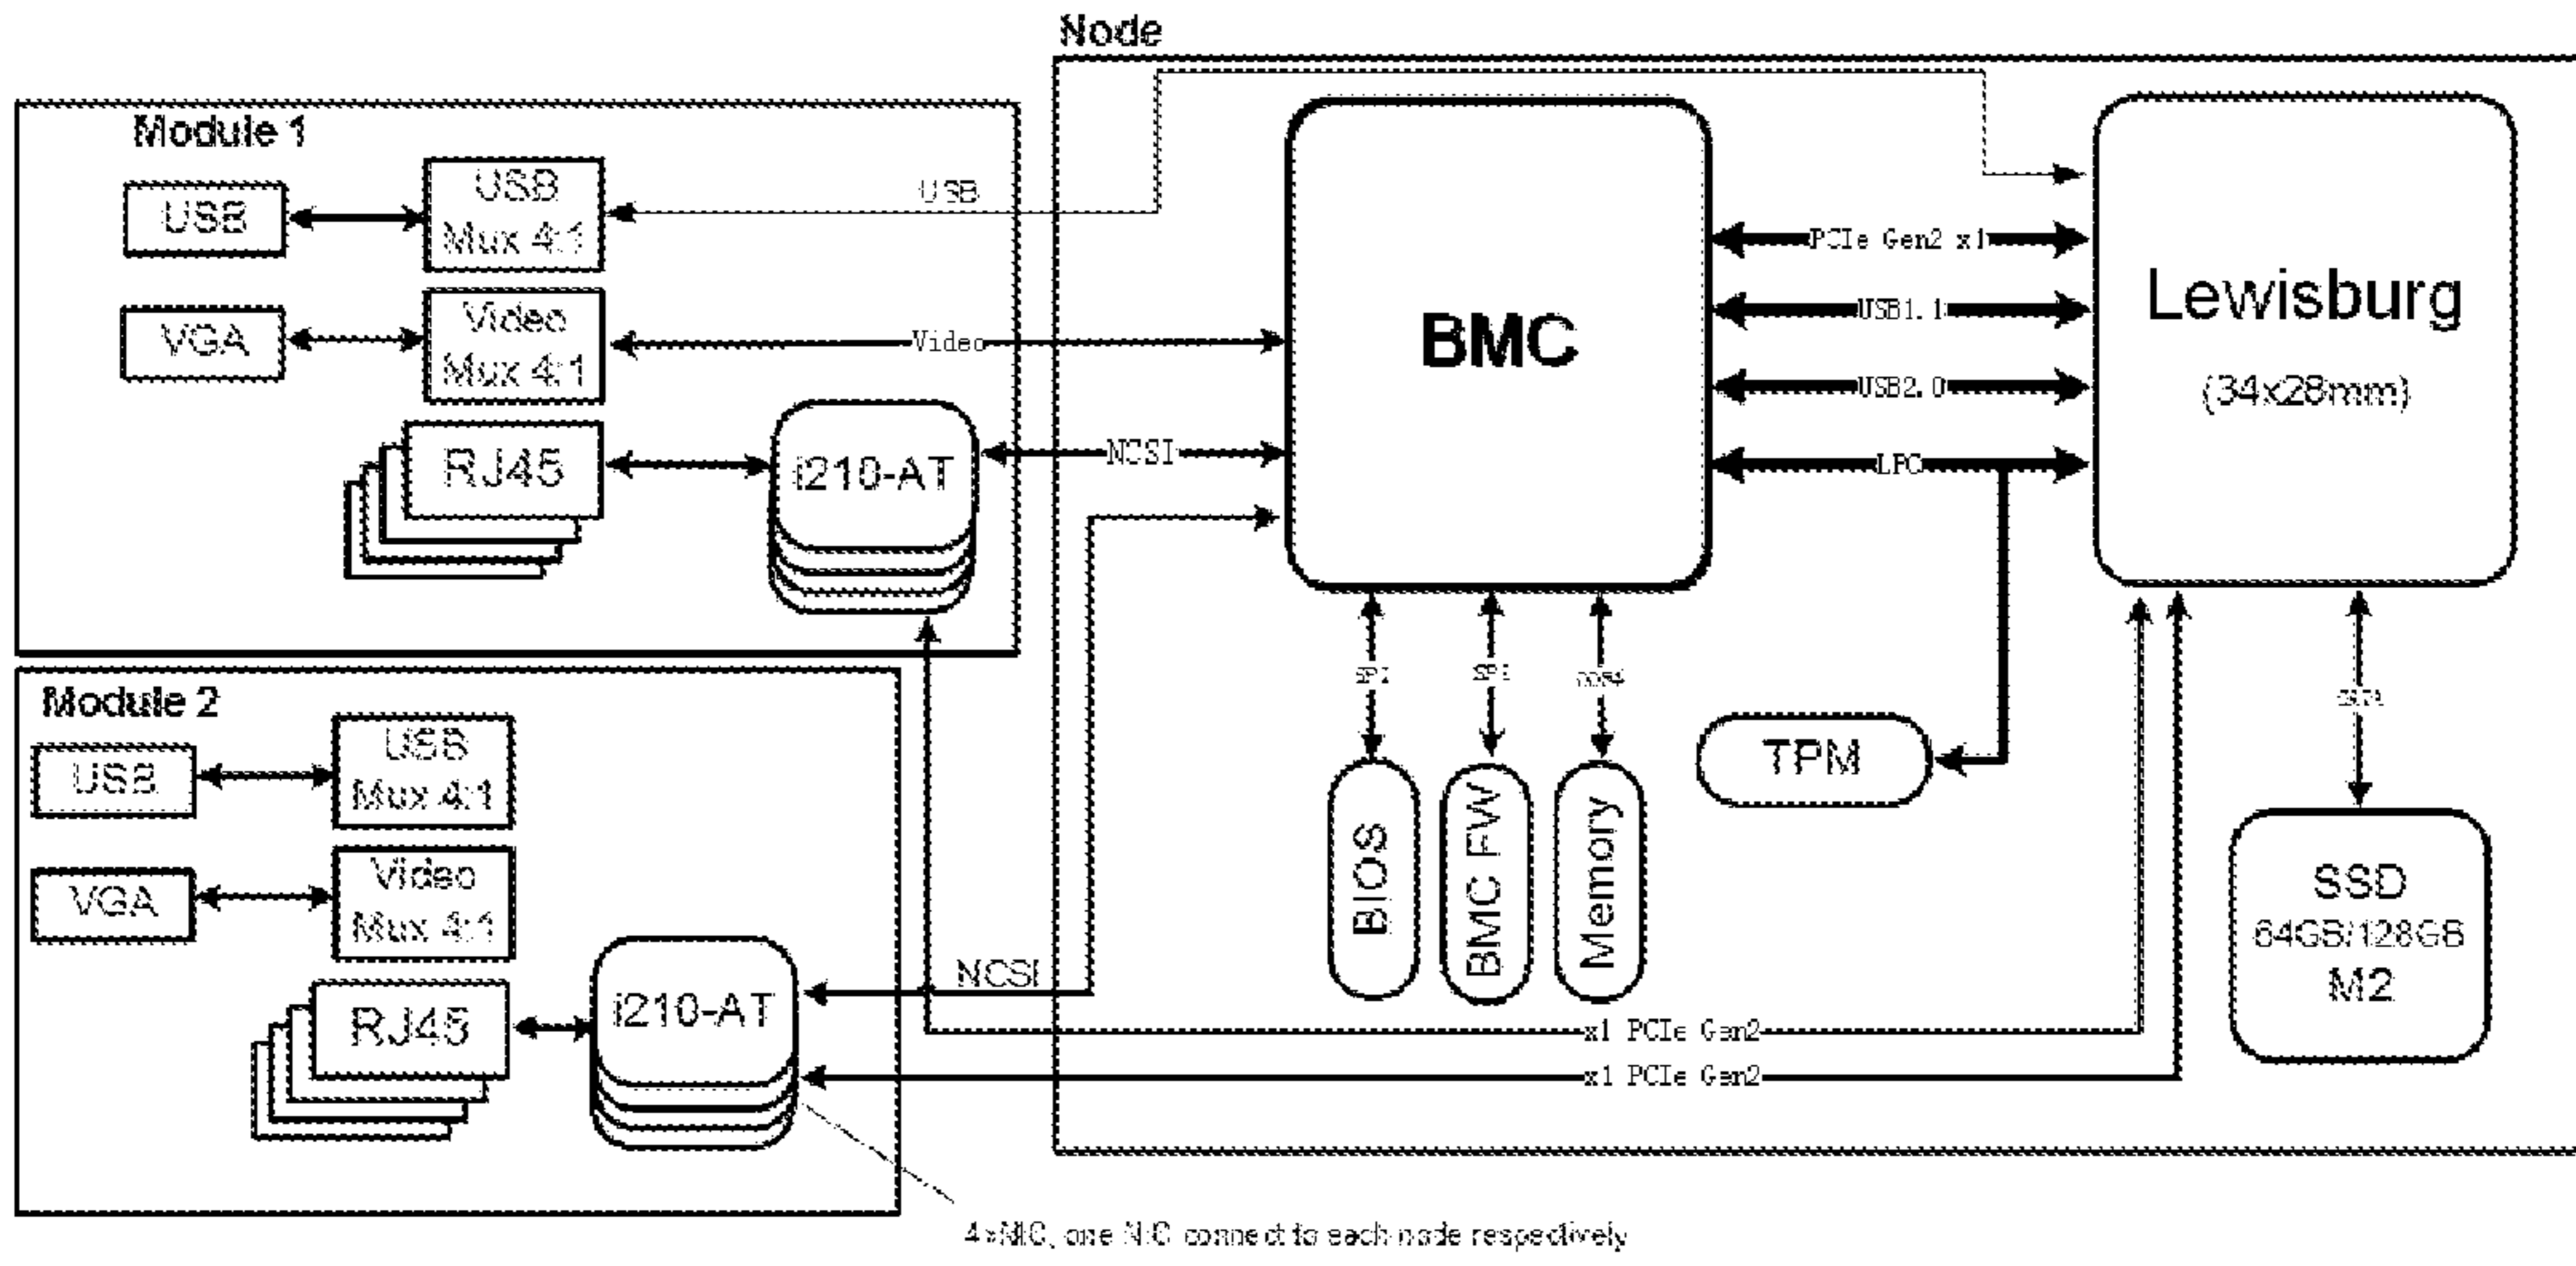 Node
Module 1
USB
USB
Mux 4:1
USB
VGA
Video
Mux 4:1
Video
RJ45
i210-AT
NCSI
BMC
PCIe Gen2 x1
USB1.1
USB2.0
LPC
Lewisburg
(34x28mm)
SPI
SPI
SATA
BIOS
BMC FW
Memory
TPM
SSD
64GB/128GB
M2
Module 2
USB
USB
Mux 4:1
VGA
Video
Mux 4:1
RJ45
i210-AT
NCSI
x1 PCIe Gen2
x1 PCIe Gen2
4xNIC, one NIC connect to each node respectively